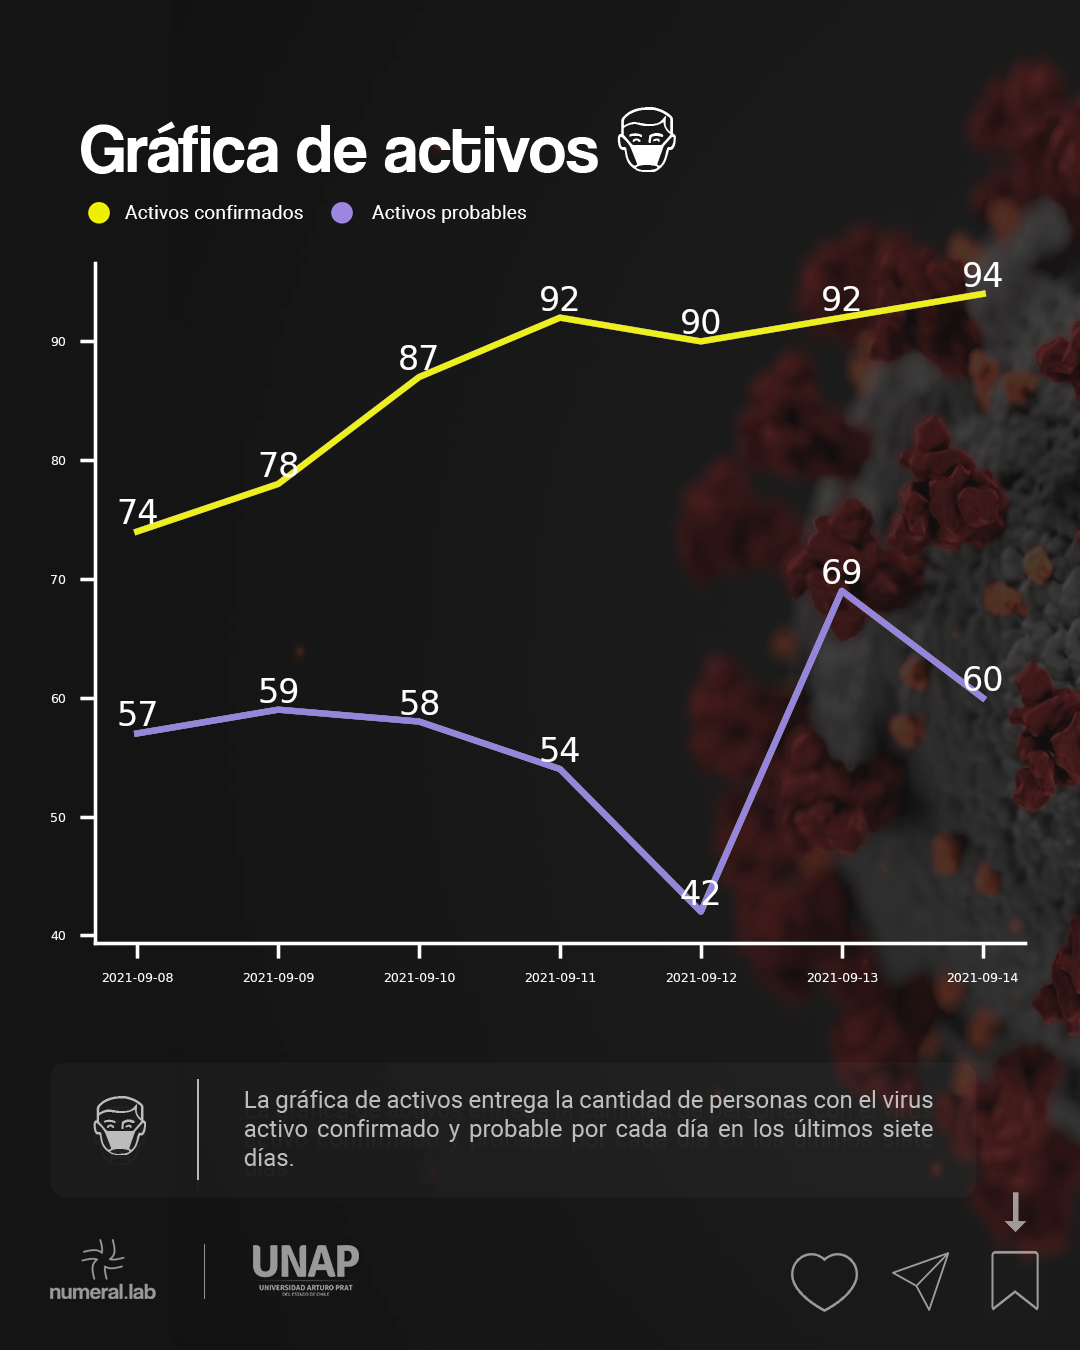 Gráfica de activos
Activos confirmados Activos probables
94
92 92
90
90
87
80
78
74
70
69
60
60
59
58
57
54
50
42
40
2021-09-08 2021-09-09 2021-09-10 2021-09-11 2021-09-12 2021-09-13 2021-09-14
La gráfica de activos entrega la cantidad de personas con el virus
activo confirmado y probable por cada día en los últimos siete
días.
numeral.lab
UNAP
UNIVERSIDAD ARTURO PRAT
DEL ESTADO DE CHILE